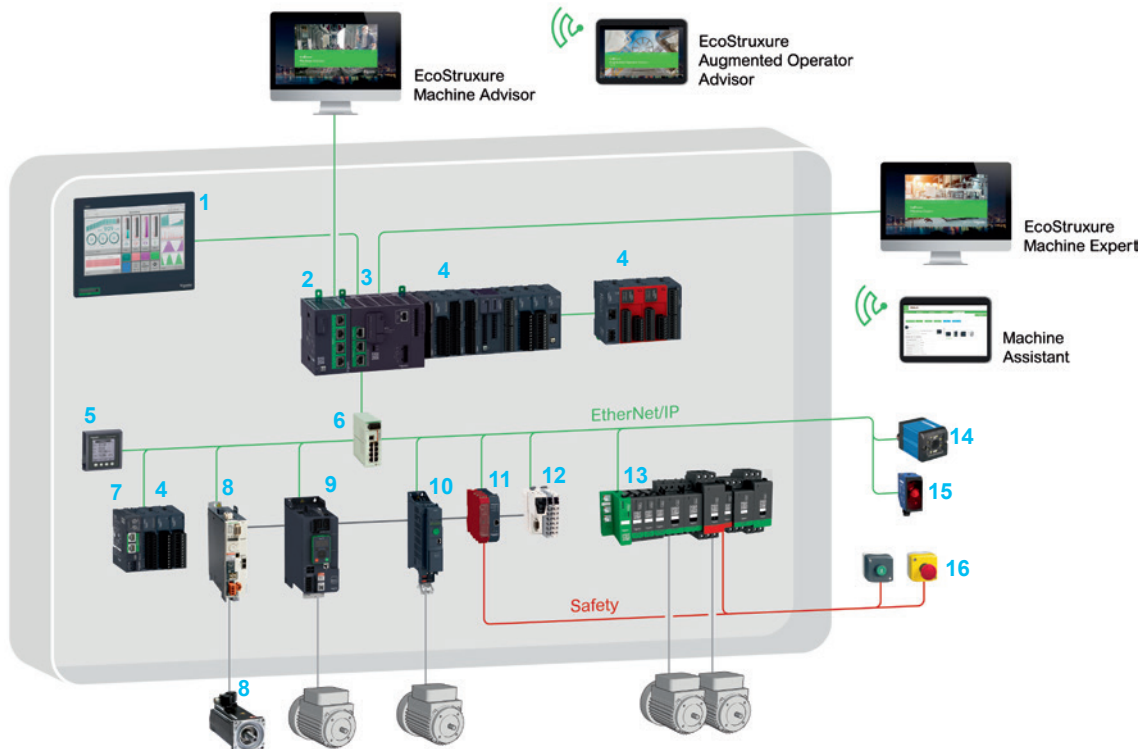 EcoStruxure
Machine Advisor
EcoStruxure
Augmented Operator
Advisor
1
2
3
4
4
EcoStruxure
Machine Expert
Machine
Assistant
5
6
EtherNet/IP
14
7
4
8
9
10
11
12
13
15
Safety
16
8